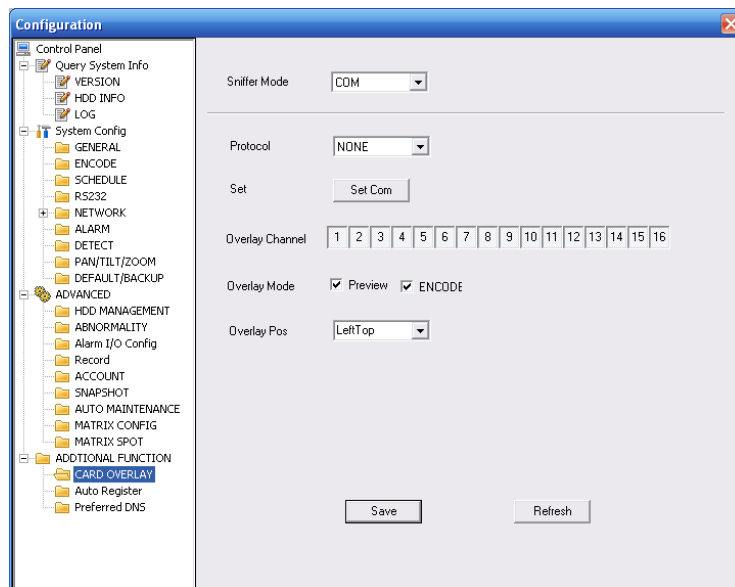 Configuration
Control Panel
Query System Info
VERSION
HDD INFO
LOG
System Config
GENERAL
ENCODE
SCHEDULE
RS232
NETWORK
ALARM
DETECT
PAN/TILT/ZOOM
DEFAULT/BACKUP
ADVANCED
HDD MANAGEMENT
ABNORMALITY
Alarm I/O Config
Record
ACCOUNT
SNAPSHOT
AUTO MAINTENANCE
MATRIX CONFIG
MATRIX SPOT
ADDTIONAL FUNCTION
CARD OVERLAY
Auto Register
Preferred DNS
Sniffer Mode COM
Protocol NONE
Set Set Com
Overlay Channel 1 2 3 4 5 6 7 8 9 10 11 12 13 14 15 16
Overlay Mode Preview ENCODE
Overlay Pos LeftTop
Save Refresh